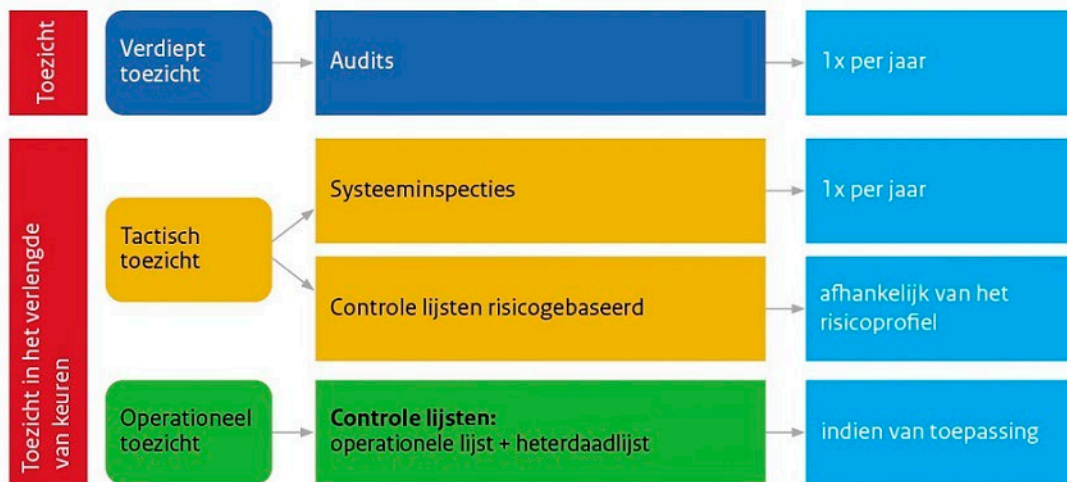 Toezicht
Verdiept
toezicht
Audits
1x per jaar
Toezicht in het verlengde
van keuren
Tactisch
toezicht
Systeeminspecties
1x per jaar
Controle lijsten risicogebaseerd
afhankelijk van het
risicoprofiel
Operationeel
toezicht
Controle lijsten:
operationele lijst + heterdaadlijst
indien van toepassing